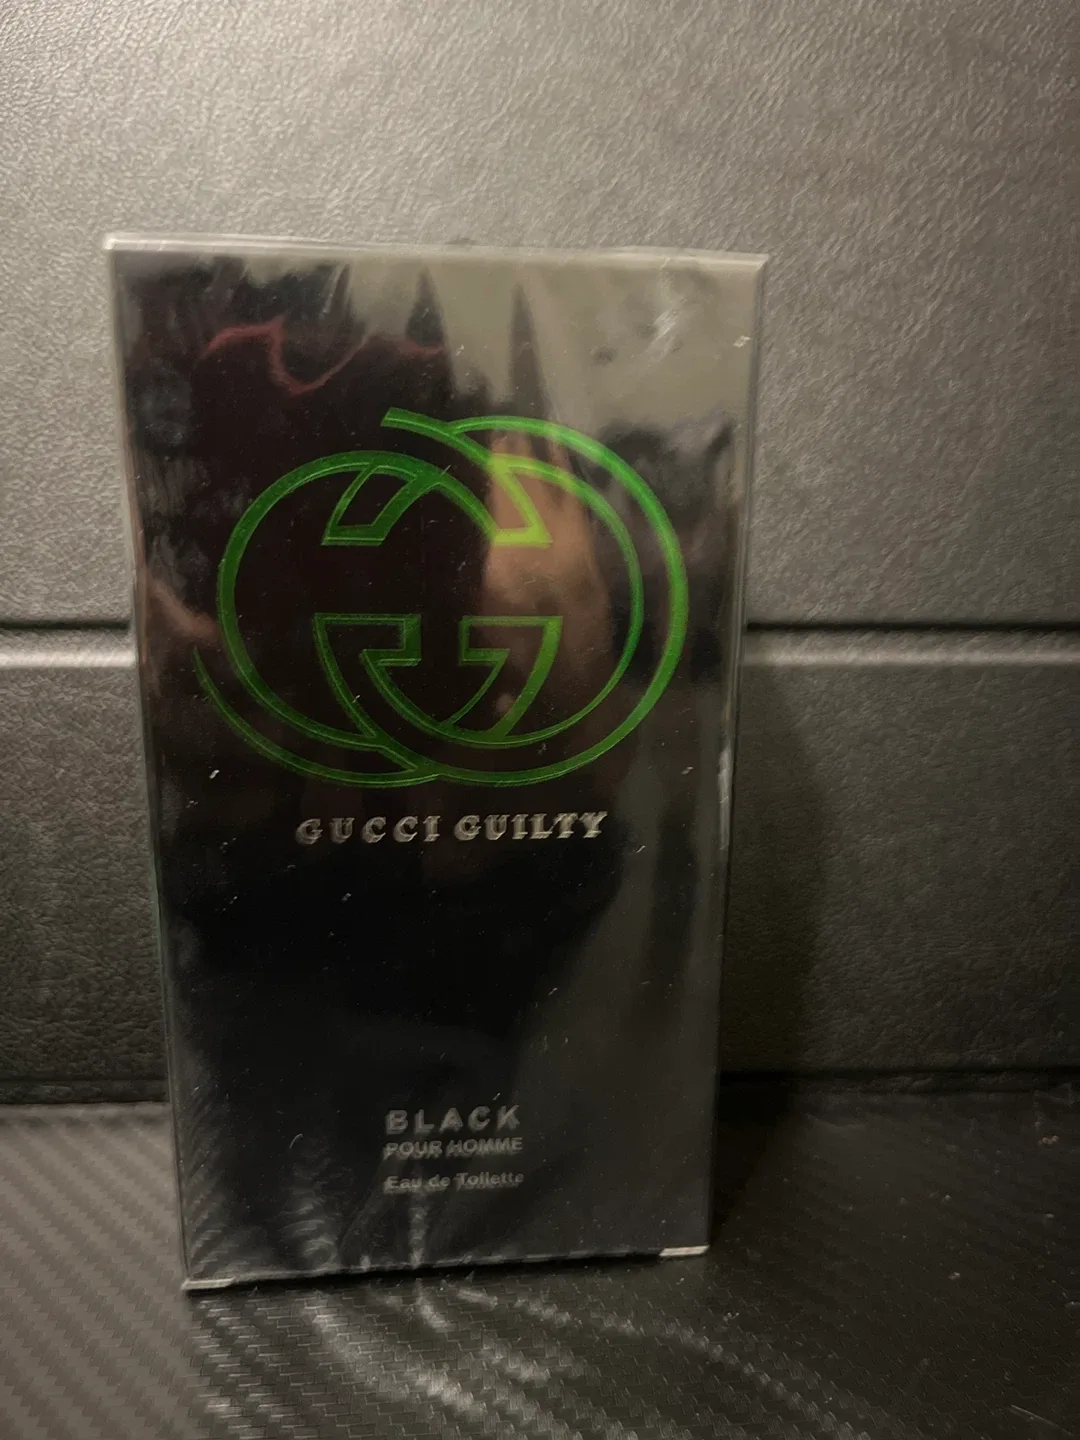 GUCCI GUILTY
BLACK
POUR HOMME
Eau de Toilette